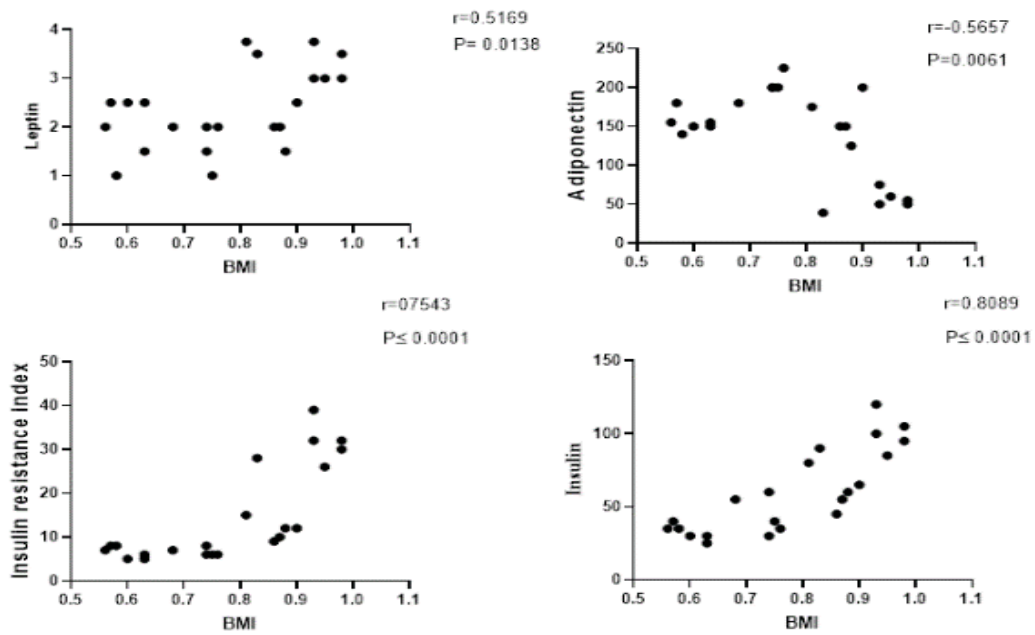 r=0.5169
P= 0.0138
4
3
2
1
0
Leptin
0.5 0.6 0.7 0.8 0.9 1.0 1.1
BMI
r=-0.5657
P=0.0061
250
200
150
100
50
0
Adiponectin
0.5 0.6 0.7 0.8 0.9 1.0 1.1
BMI
r=07543
P≤ 0.0001
50
40
30
20
10
0
Insulin resistance Index
0.5 0.6 0.7 0.8 0.9 1.0 1.1
BMI
r=0.8089
P≤ 0.0001
150
100
50
0
Insulin
0.5 0.6 0.7 0.8 0.9 1.0 1.1
BMI